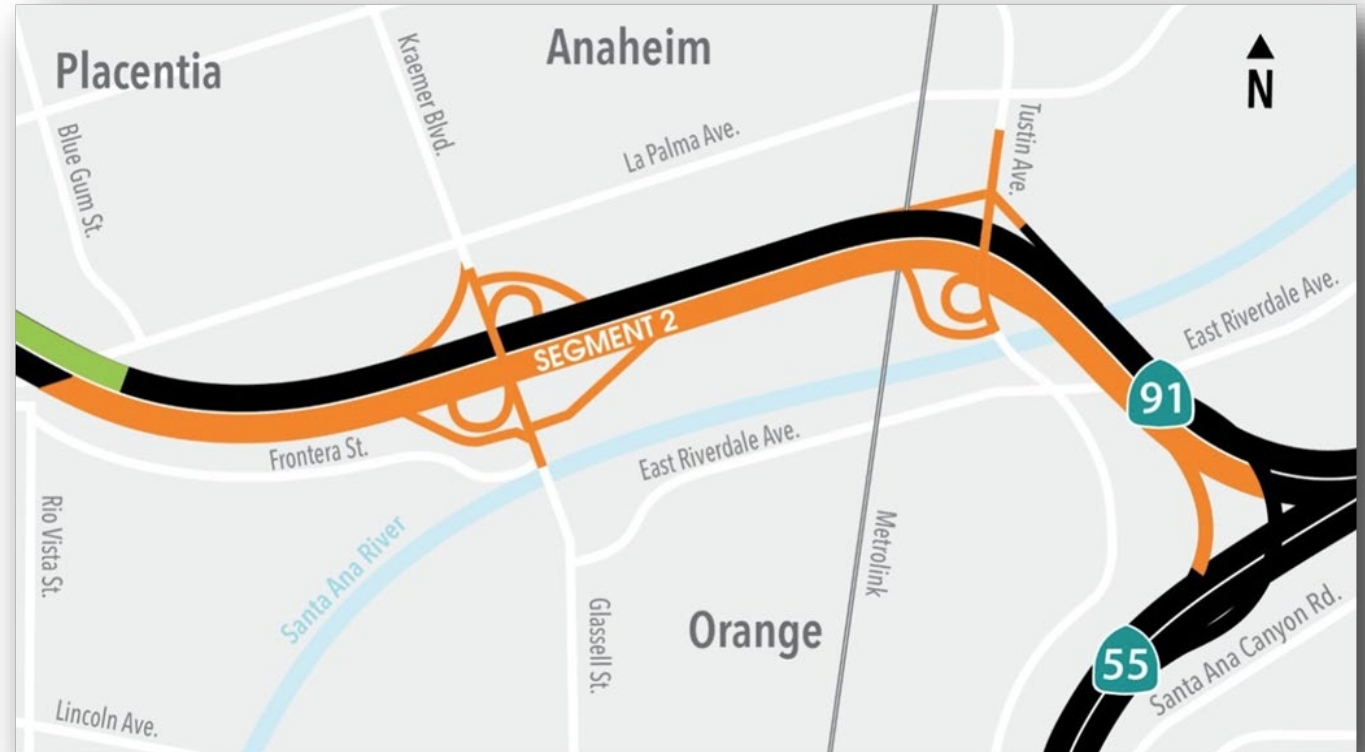 Placentia
Anaheim
N
Kraemer Blvd.
Blue Gum St.
La Palma Ave.
Tustin Ave.
East Riverdale Ave.
SEGMENT 2
91
Frontera St.
East Riverdale Ave.
Rio Vista St.
Santa Ana River
Metrolink
Glassell St.
Orange
55
Santa Ana Canyon Rd.
Lincoln Ave.